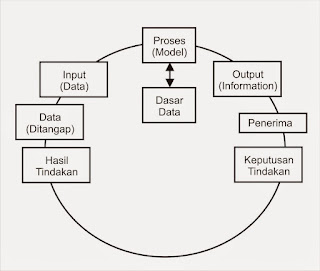 Proses
(Model)
Input
(Data)
Output
(Information)
Dasar
Data
Data
(Ditangap)
Penerima
Hasil
Tindakan
Keputusan
Tindakan